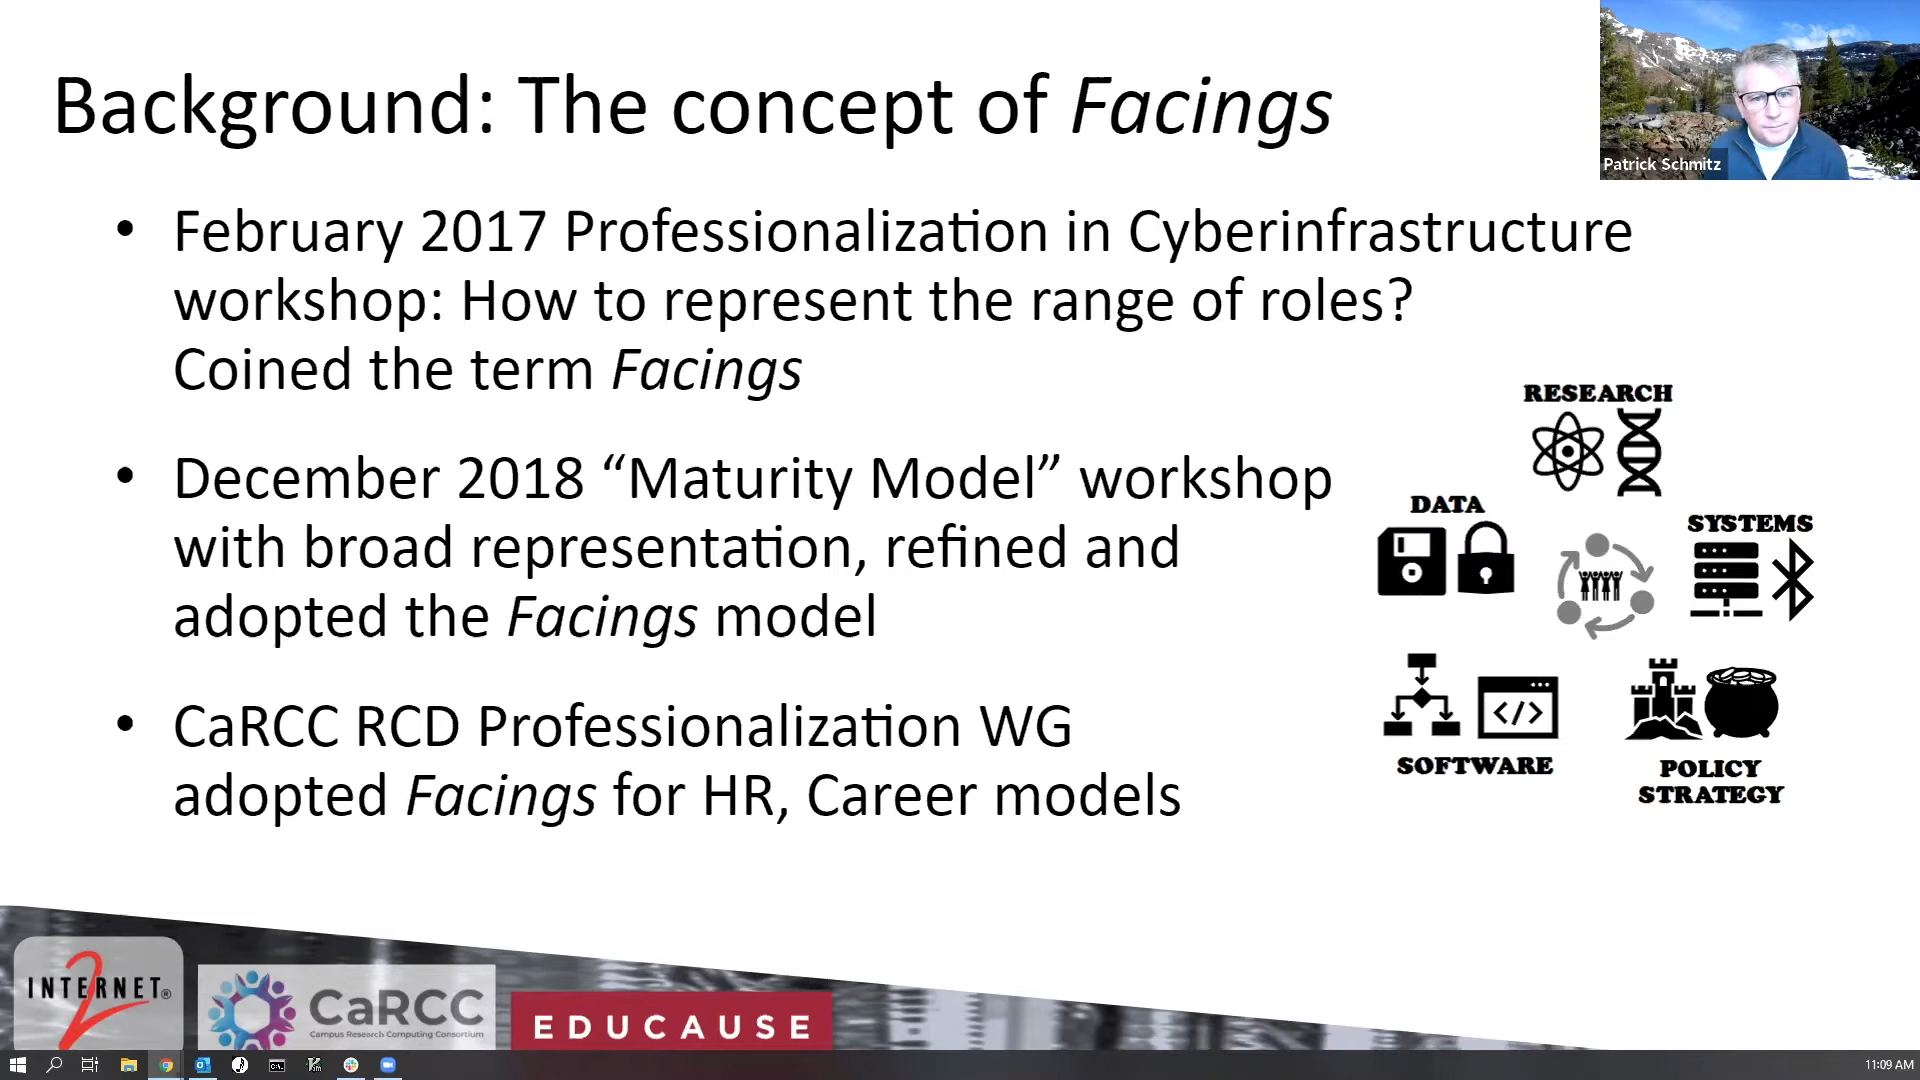 Background: The concept of Facings
Patrick Schmitz
• February 2017 Professionalization in Cyberinfrastructure
workshop: How to represent the range of roles?
Coined the term Facings
• December 2018 “Maturity Model” workshop
with broad representation, refined and
adopted the Facings model
• CaRCC RCD Professionalization WG
adopted Facings for HR, Career models
RESEARCH
DATA
SYSTEMS
</>
SOFTWARE
POLICY
STRATEGY
INTERNET®
2
CaRCC
Campus Research Computing Consortium
EDUCAUSE
11:09 AM